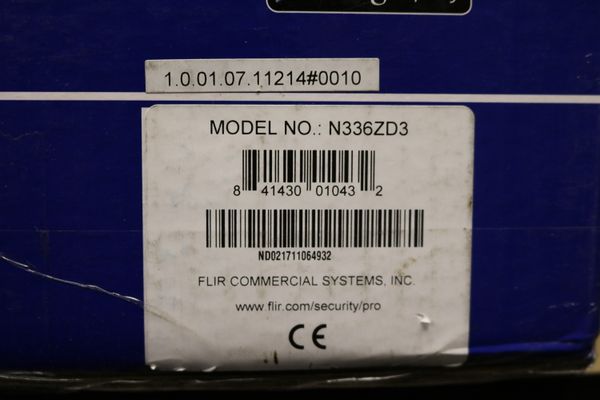 1.0.01.07.11214#0010
MODEL NO.: N336ZD3
8 41430 01043 2
ND021711064932
FLIR COMMERCIAL SYSTEMS, INC.
www.flir.com/security/pro
CE